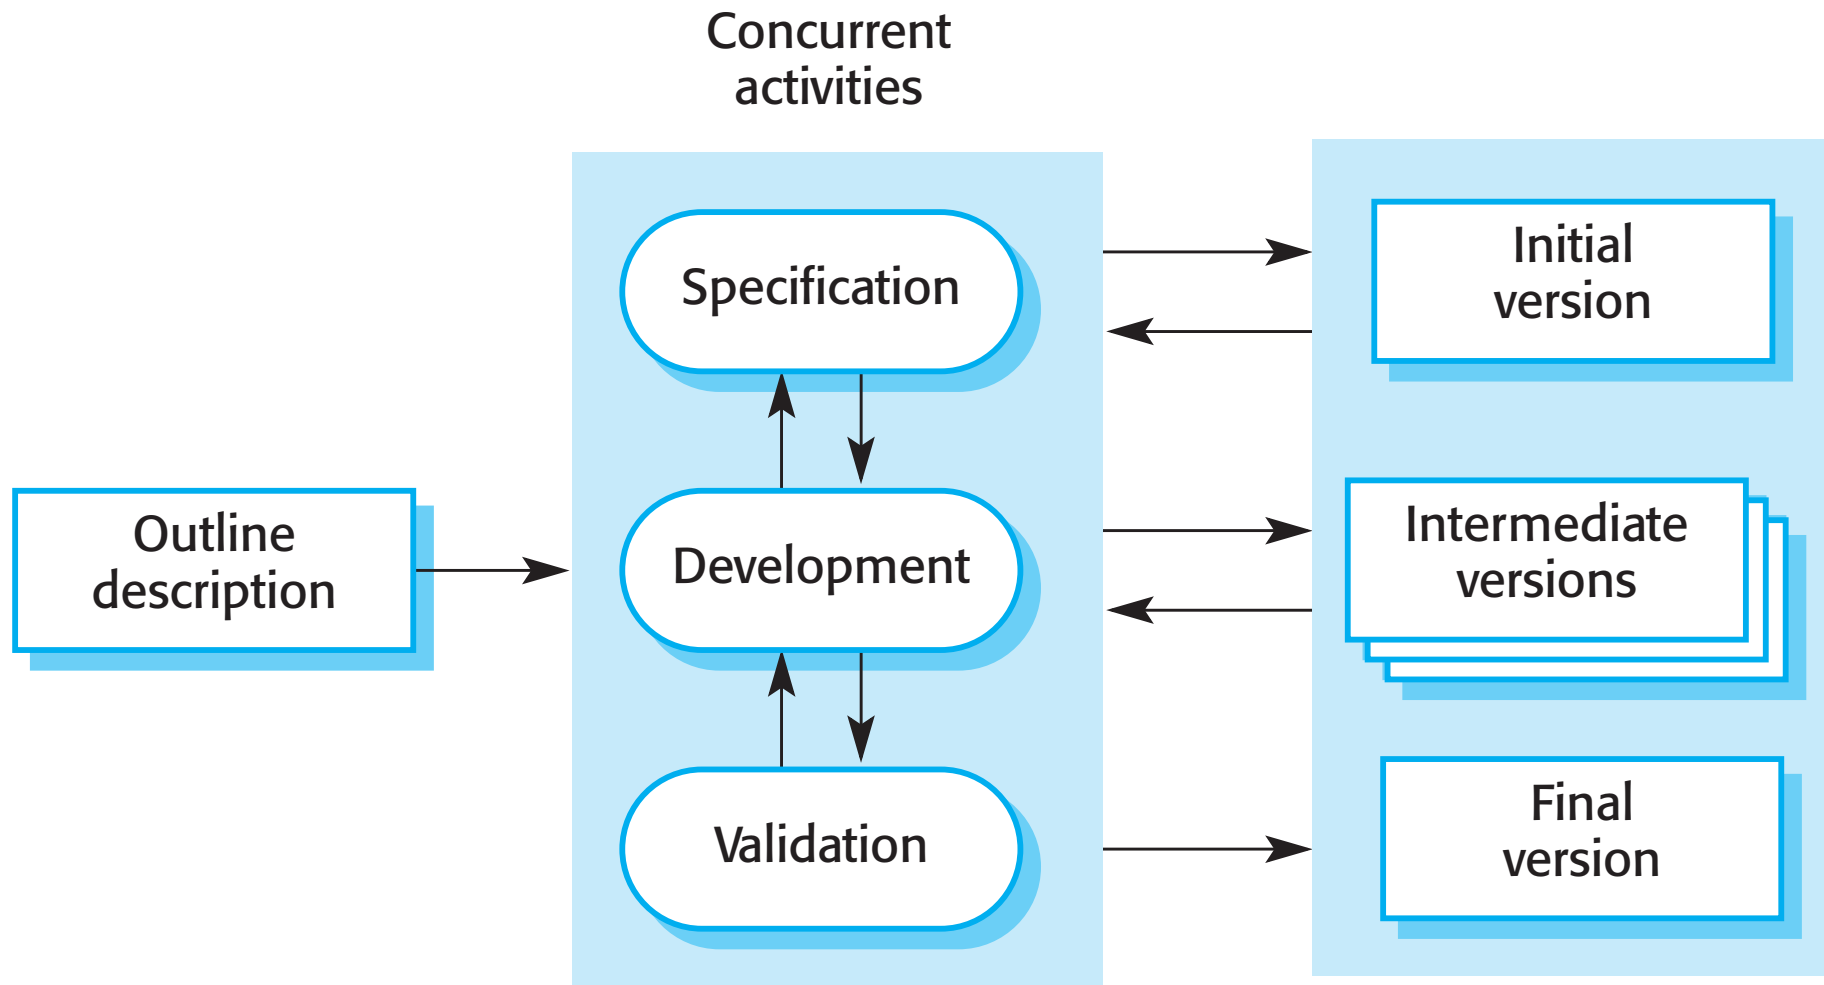 Concurrent
activities
Specification
Initial
version
Outline
description
Development
Intermediate
versions
Validation
Final
version